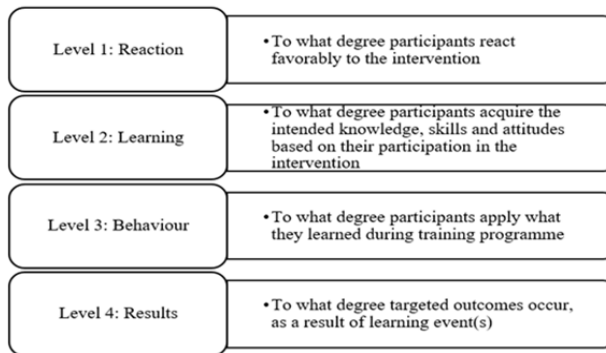 Level 1: Reaction
•To what degree participants react
favorably to the intervention
Level 2: Learning
•To what degree participants acquire the
intended knowledge, skills and attitudes
based on their participation in the
intervention
Level 3: Behaviour
•To what degree participants apply what
they learned during training programme
Level 4: Results
•To what degree targeted outcomes occur,
as a result of learning event(s)